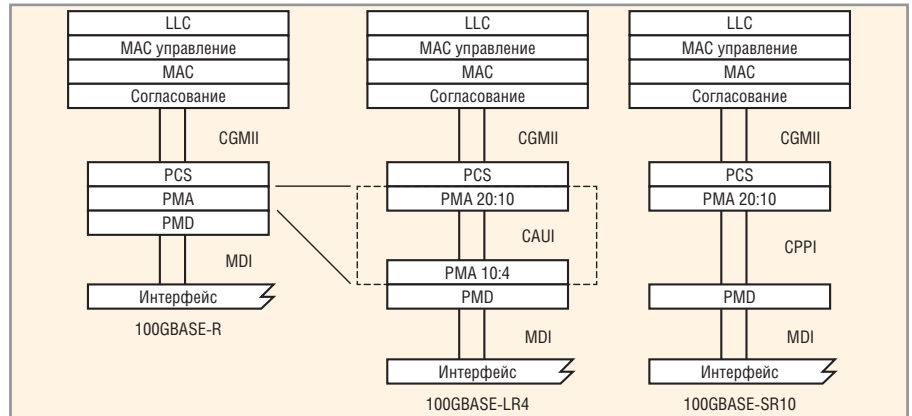 LLC
MAC управление
MAC
Согласование
CGMII
PCS
PMA
PMD
MDI
Интерфейс
100GBASE-R
LLC
MAC управление
MAC
Согласование
CGMII
PCS
PMA 20:10
CAUI
PMA 10:4
PMD
MDI
Интерфейс
100GBASE-LR4
LLC
MAC управление
MAC
Согласование
CGMII
PCS
PMA 20:10
CPPI
PMD
MDI
Интерфейс
100GBASE-SR10